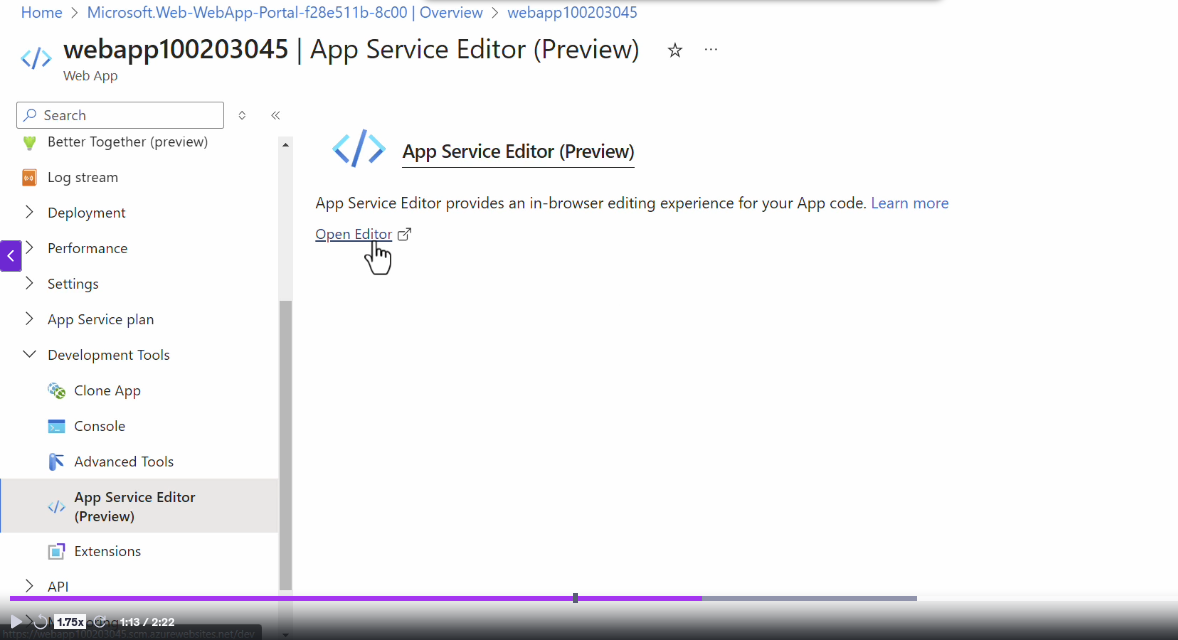 Home > Microsoft.Web-WebApp-Portal-f28e511b-8c00 | Overview > webapp100203045
webapp100203045 | App Service Editor (Preview)
Web App
Search
Better Together (preview)
Log stream
Deployment
Performance
Settings
App Service plan
Development Tools
Clone App
Console
Advanced Tools
App Service Editor
(Preview)
Extensions
API
App Service Editor (Preview)
App Service Editor provides an in-browser editing experience for your App code. Learn more
Open Editor
1.75x
1:13 / 2:22
https://webapp100203045.scm.azurewebsites.net/dev